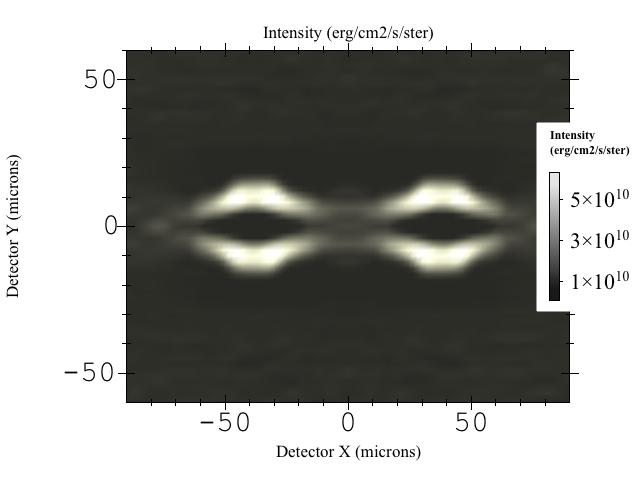 Intensity (erg/cm2/s/ster)
50
0
−50
Detector Y (microns)
−50 0 50
Detector X (microns)
Intensity
(erg/cm2/s/ster)
5×10¹⁰
3×10¹⁰
1×10¹⁰